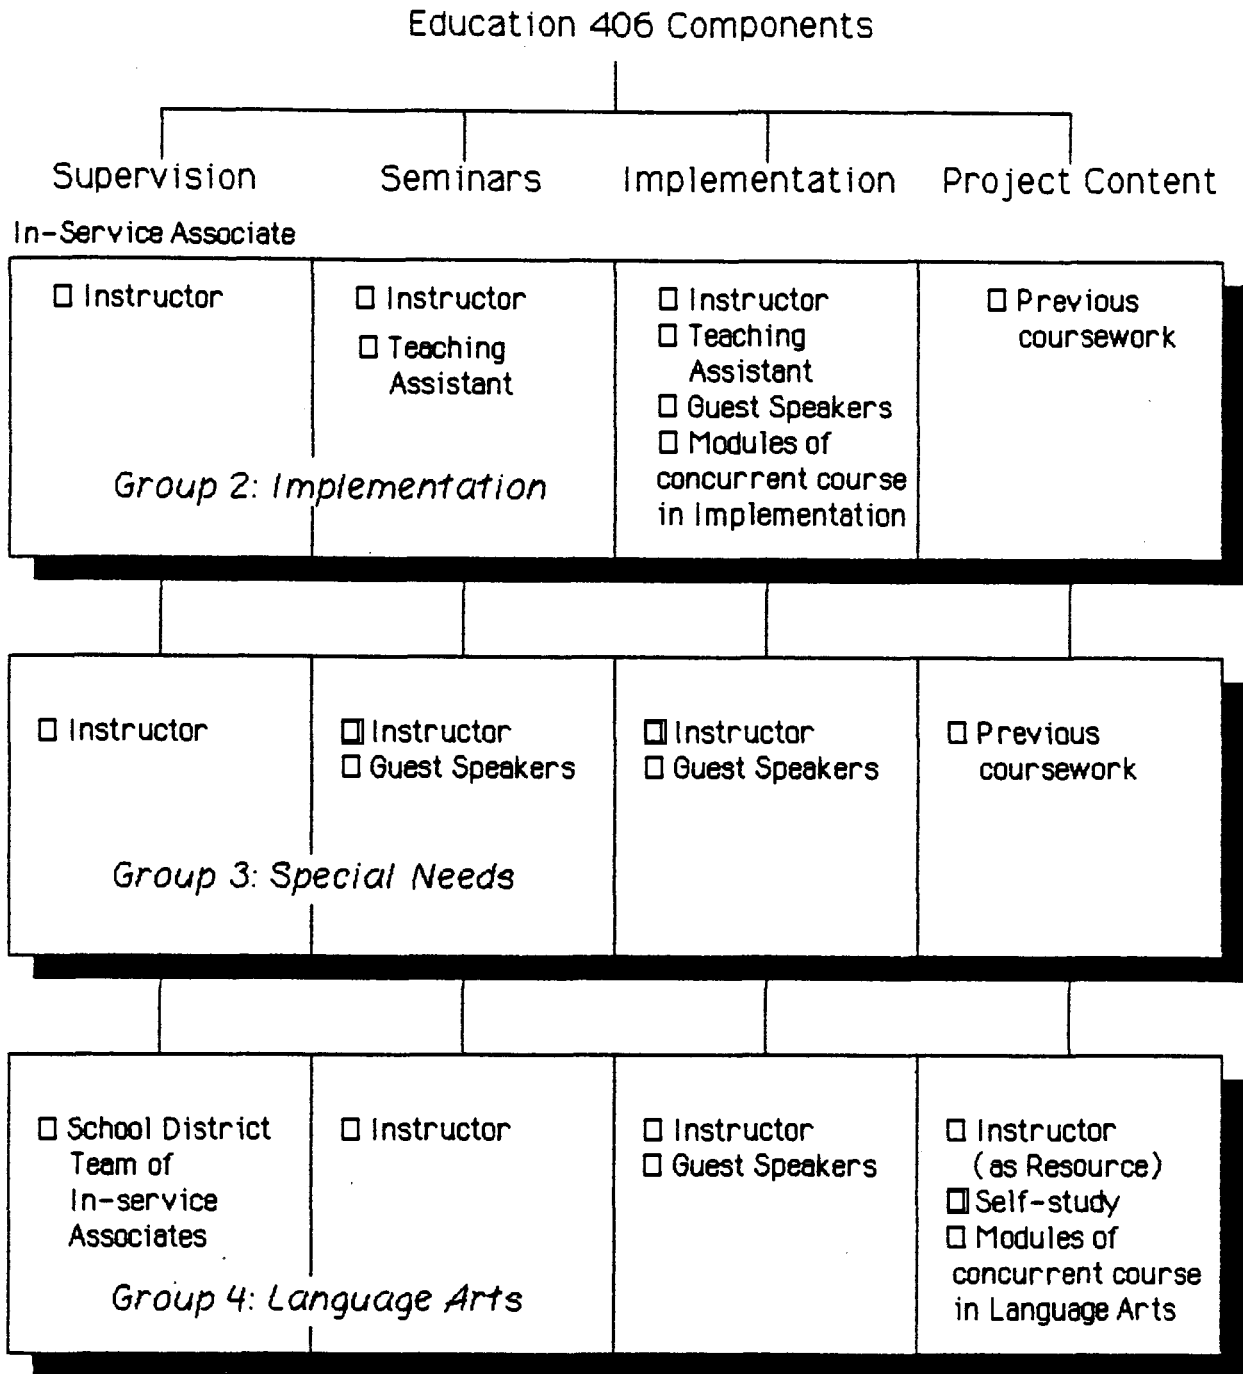 Education 406 Components
Supervision
Seminars
Implementation
Project Content
In-Service Associate
□ Instructor
□ Instructor
□ Teaching
Assistant
□ Instructor
□ Teaching
Assistant
□ Guest Speakers
□ Modules of
concurrent course
in Implementation
□ Previous
coursework
Group 2: Implementation
□ Instructor
□ Instructor
□ Guest Speakers
□ Instructor
□ Guest Speakers
□ Previous
coursework
Group 3: Special Needs
□ School District
Team of
In-service
Associates
□ Instructor
□ Instructor
□ Guest Speakers
□ Instructor
(as Resource)
□ Self-study
□ Modules of
concurrent course
in Language Arts
Group 4: Language Arts